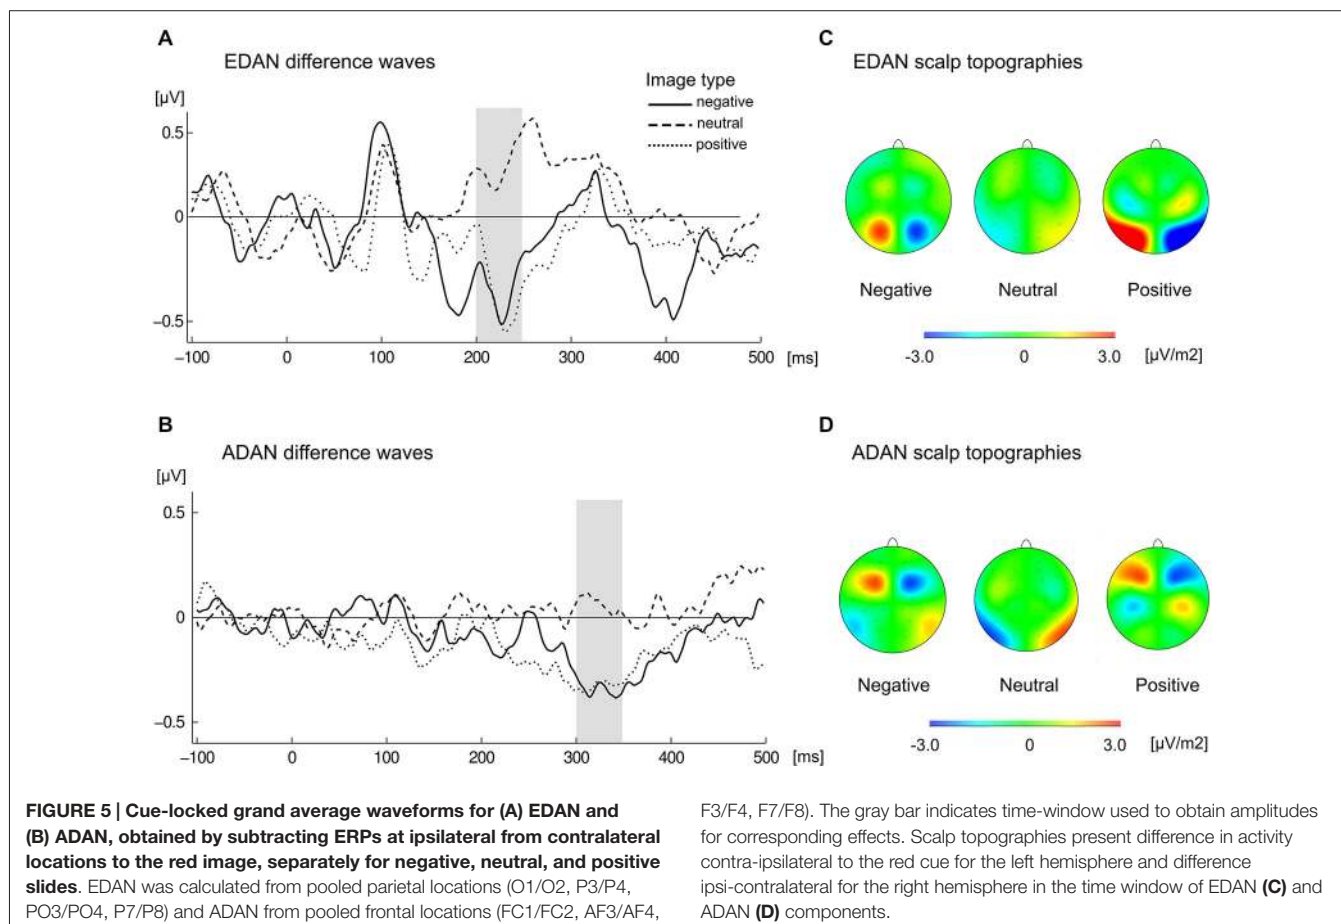 A
EDAN difference waves
[µV]
Image type
negative
neutral
positive
0.5
0
−0.5
−100
0
100
200
300
400
500
[ms]
C
EDAN scalp topographies
Negative
Neutral
Positive
-3.0
0
3.0
[µV/m2]
B
ADAN difference waves
[µV]
0.5
0
−0.5
−100
0
100
200
300
400
500
[ms]
D
ADAN scalp topographies
Negative
Neutral
Positive
-3.0
0
3.0
[µV/m2]
FIGURE 5 | Cue-locked grand average waveforms for (A) EDAN and
(B) ADAN, obtained by subtracting ERPs at ipsilateral from contralateral
locations to the red image, separately for negative, neutral, and positive
slides. EDAN was calculated from pooled parietal locations (O1/O2, P3/P4,
PO3/PO4, P7/P8) and ADAN from pooled frontal locations (FC1/FC2, AF3/AF4,
F3/F4, F7/F8). The gray bar indicates time-window used to obtain amplitudes
for corresponding effects. Scalp topographies present difference in activity
contra-ipsilateral to the red cue for the left hemisphere and difference
ipsi-contralateral for the right hemisphere in the time window of EDAN (C) and
ADAN (D) components.